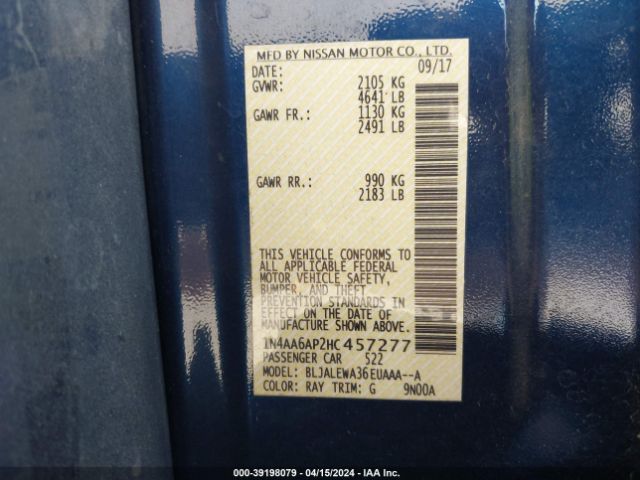 MFD BY NISSAN MOTOR CO., LTD.
DATE: 09/17
GVWR: 2105 KG
4641 LB
GAWR FR.: 1130 KG
2491 LB
GAWR RR.: 990 KG
2183 LB
THIS VEHICLE CONFORMS TO
ALL APPLICABLE FEDERAL
MOTOR VEHICLE SAFETY,
BUMPER, AND THEFT
PREVENTION STANDARDS IN
EFFECT ON THE DATE OF
MANUFACTURE SHOWN ABOVE.
1N4AA6AP2HC457277
PASSENGER CAR 522
MODEL: BLJALEWA36EUAAA--A
COLOR: RAY TRIM: G 9N00A
000-39198079 - 04/15/2024 - IAA Inc.